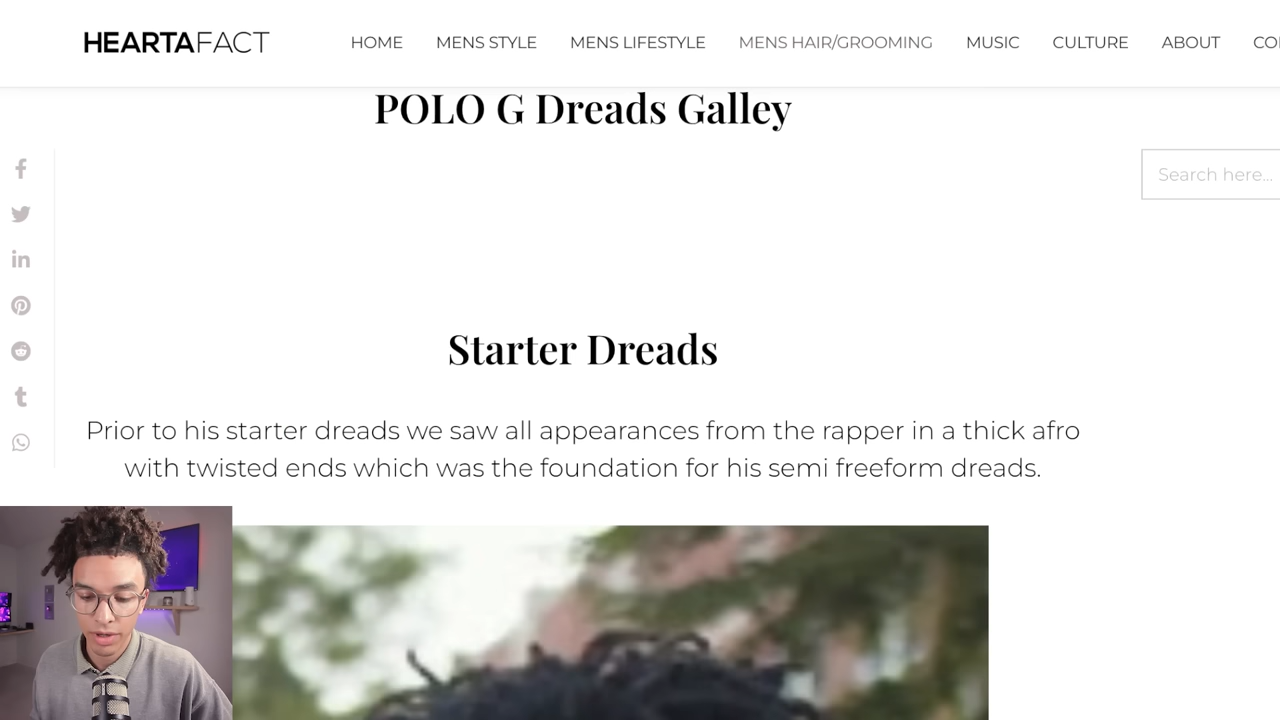 HEARTAFACT
HOME MENS STYLE MENS LIFESTYLE MENS HAIR/GROOMING MUSIC CULTURE ABOUT CO
POLO G Dreads Galley
Search here...
Starter Dreads
Prior to his starter dreads we saw all appearances from the rapper in a thick afro
with twisted ends which was the foundation for his semi freeform dreads.